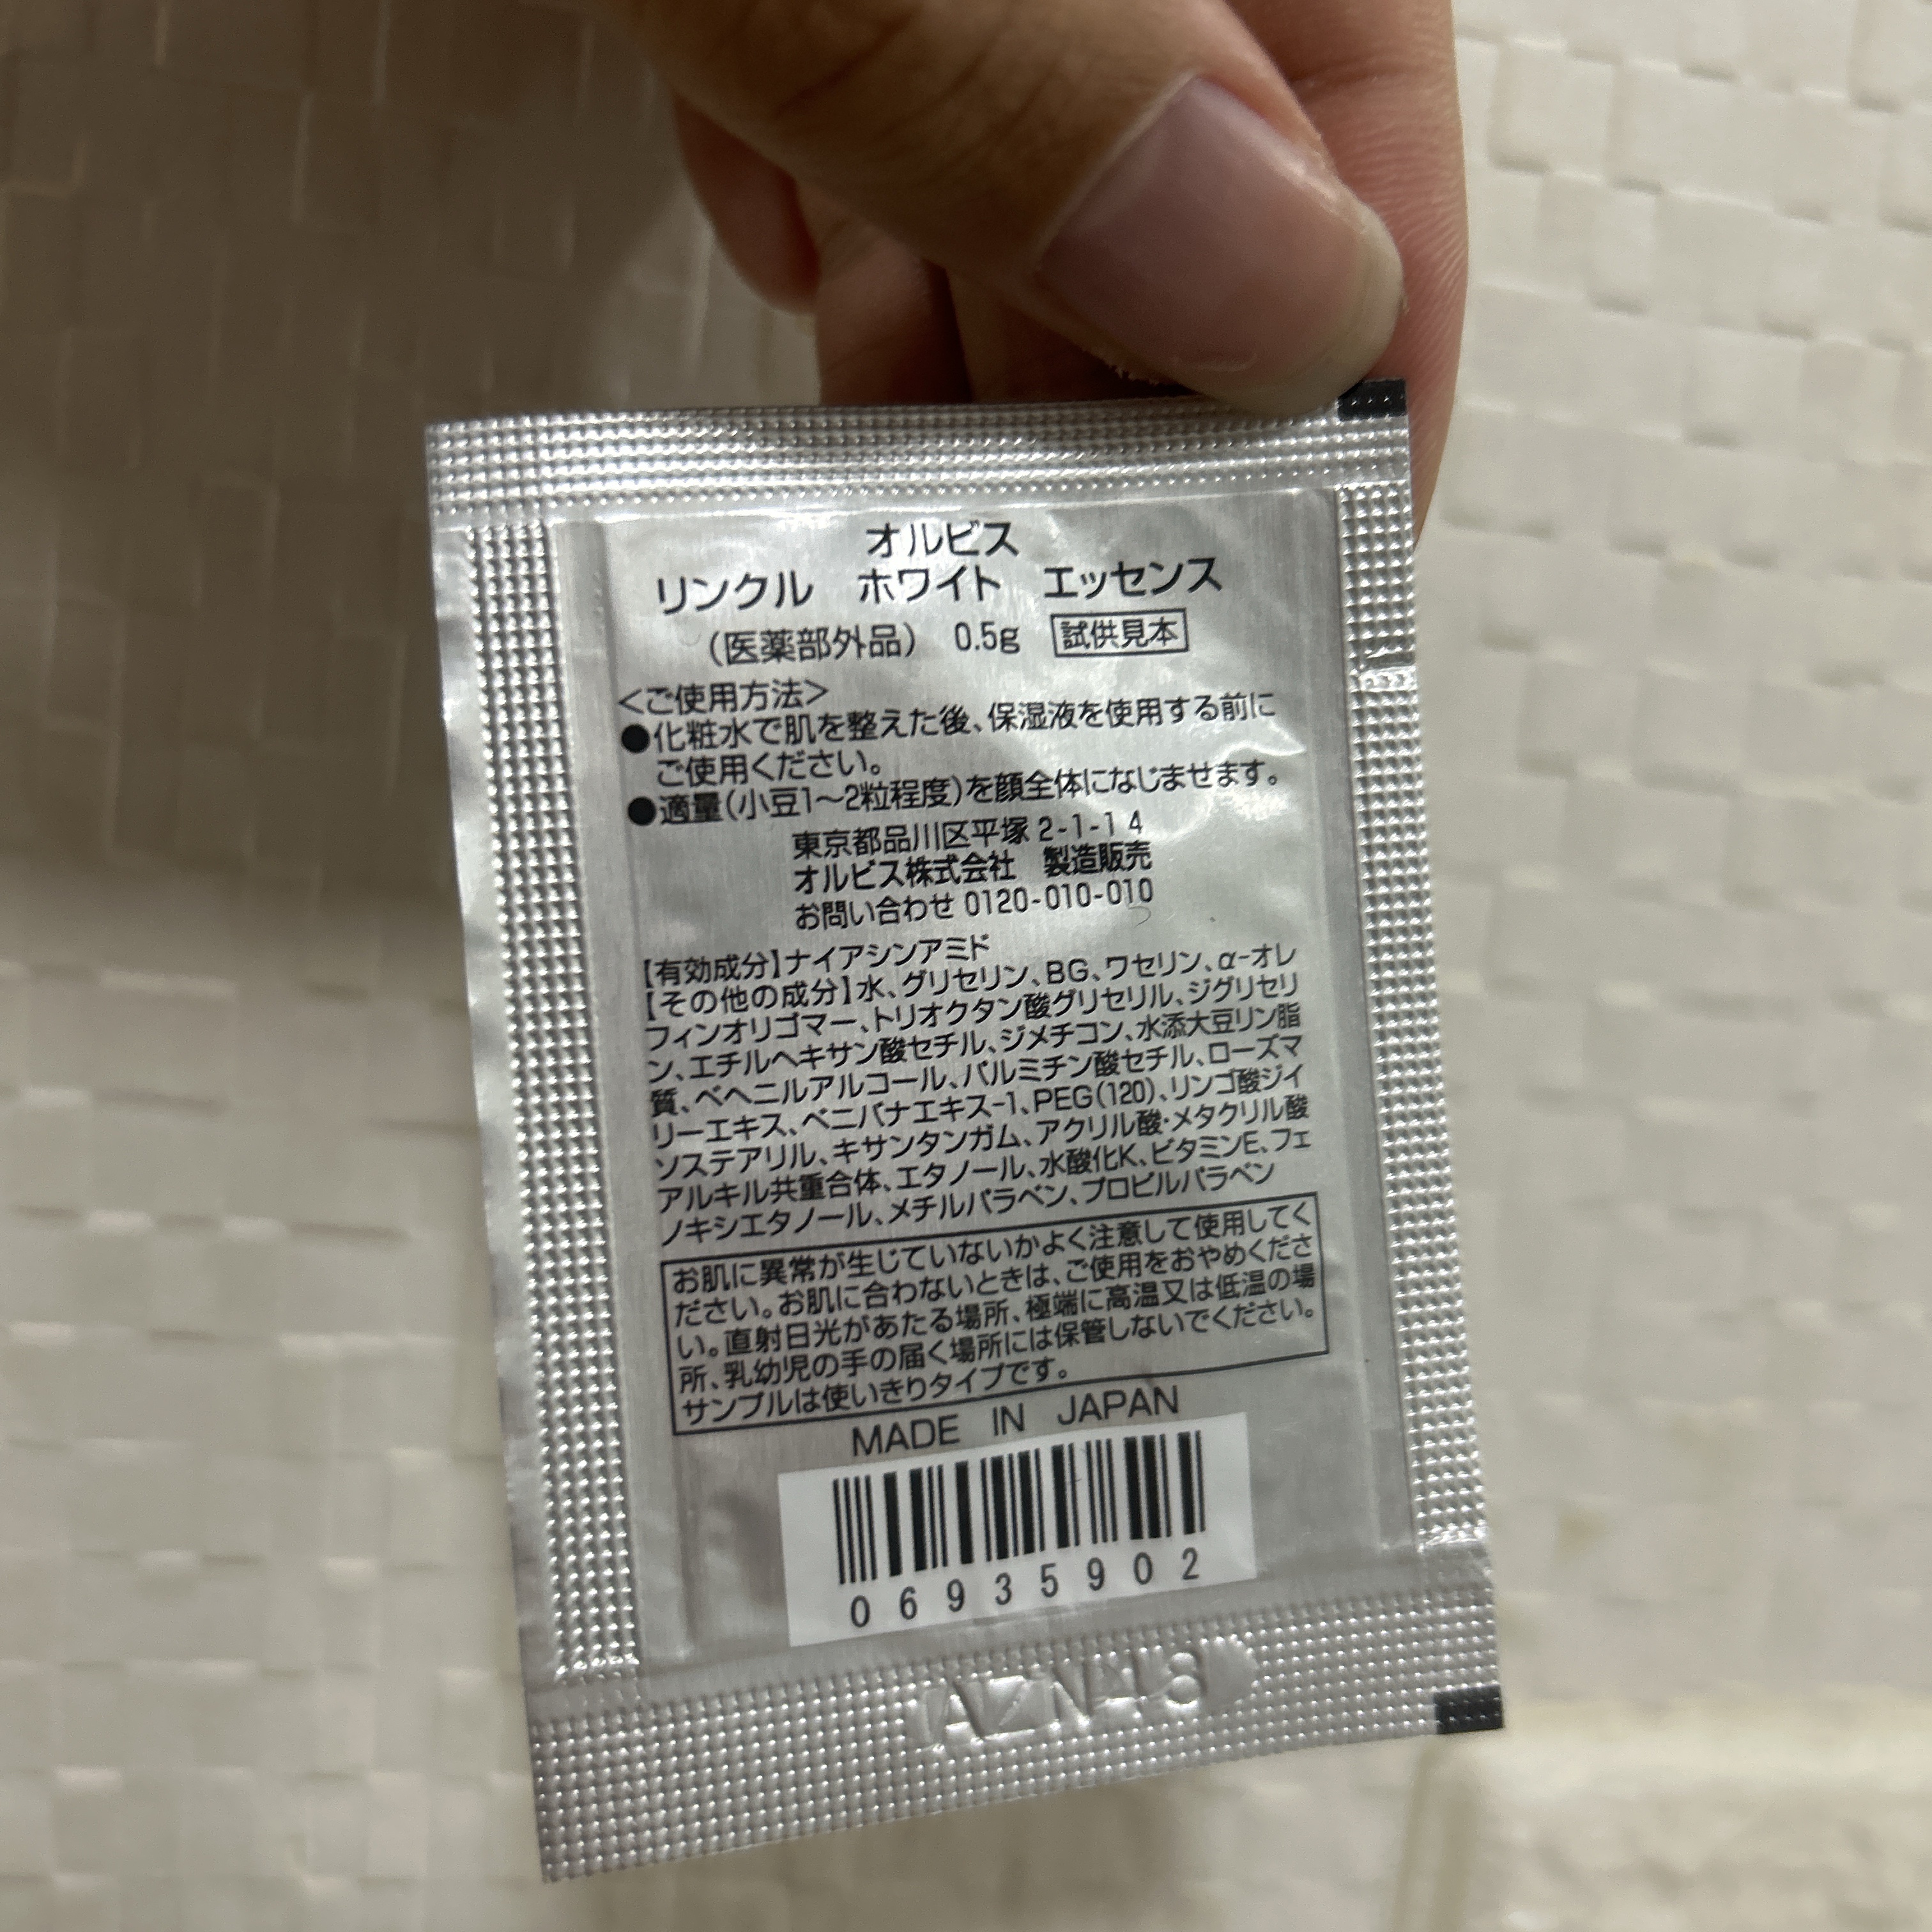 オルビス
リンクル ホワイト エッセンス
(医薬部外品) 0.5g 試供見本
<ご使用方法>
●化粧水で肌を整えた後、保湿液を使用する前に
ご使用ください。
●適量(小豆1～2粒程度)を顔全体になじませます。
東京都品川区平塚2-1-14
オルビス株式会社 製造販売
お問い合わせ 0120-010-010
【有効成分】ナイアシンアミド
【その他の成分】水、グリセリン、BG、ワセリン、α-オレ
フィンオリゴマー、トリオクタン酸グリセリル、ジグリセリ
ン、エチルヘキサン酸セチル、ジメチコン、水添大豆リン脂
質、ベヘニルアルコール、パルミチン酸セチル、ローズマ
リーエキス、ベニバナエキス-1、PEG(120)、リンゴ酸ジイ
ソステアリル、キサンタンガム、アクリル酸・メタクリル酸
アルキル共重合体、エタノール、水酸化K、ビタミンE、フェ
ノキシエタノール、メチルパラベン、プロピルパラベン
お肌に異常が生じていないかよく注意して使用してく
ださい。お肌に合わないときは、ご使用をおやめくださ
い。直射日光があたる場所、極端に高温又は低温の場
所、乳幼児の手の届く場所には保管しないでください。
サンプルは使いきりタイプです。
MADE IN JAPAN
06935902